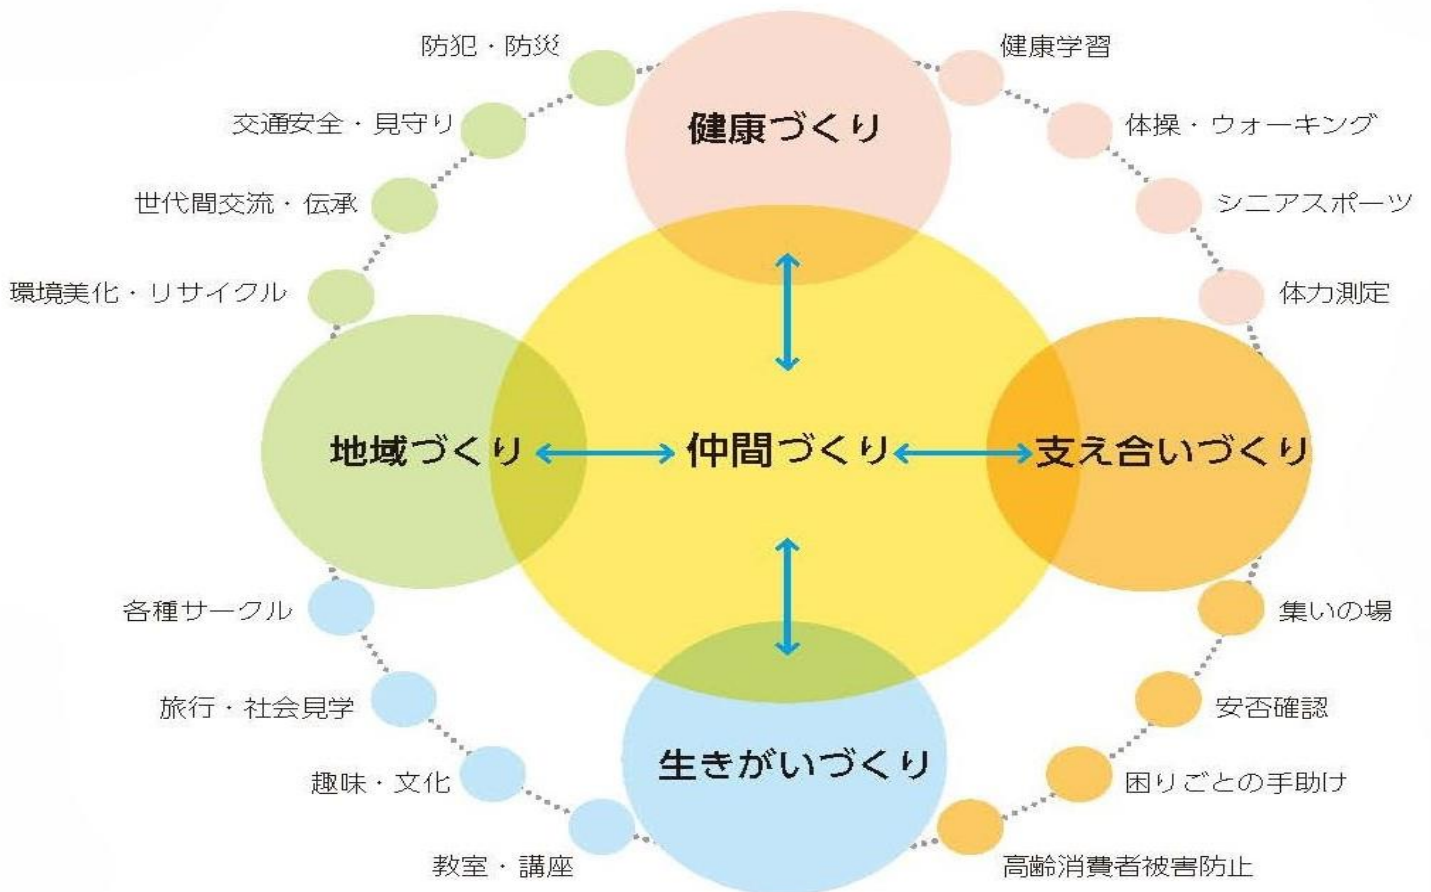 防犯・防災
健康学習
交通安全・見守り
健康づくり
体操・ウォーキング
世代間交流・伝承
シニアスポーツ
環境美化・リサイクル
体力測定
地域づくり
仲間づくり
支え合いづくり
各種サークル
集いの場
旅行・社会見学
安否確認
生きがいづくり
趣味・文化
困りごとの手助け
教室・講座
高齢消費者被害防止